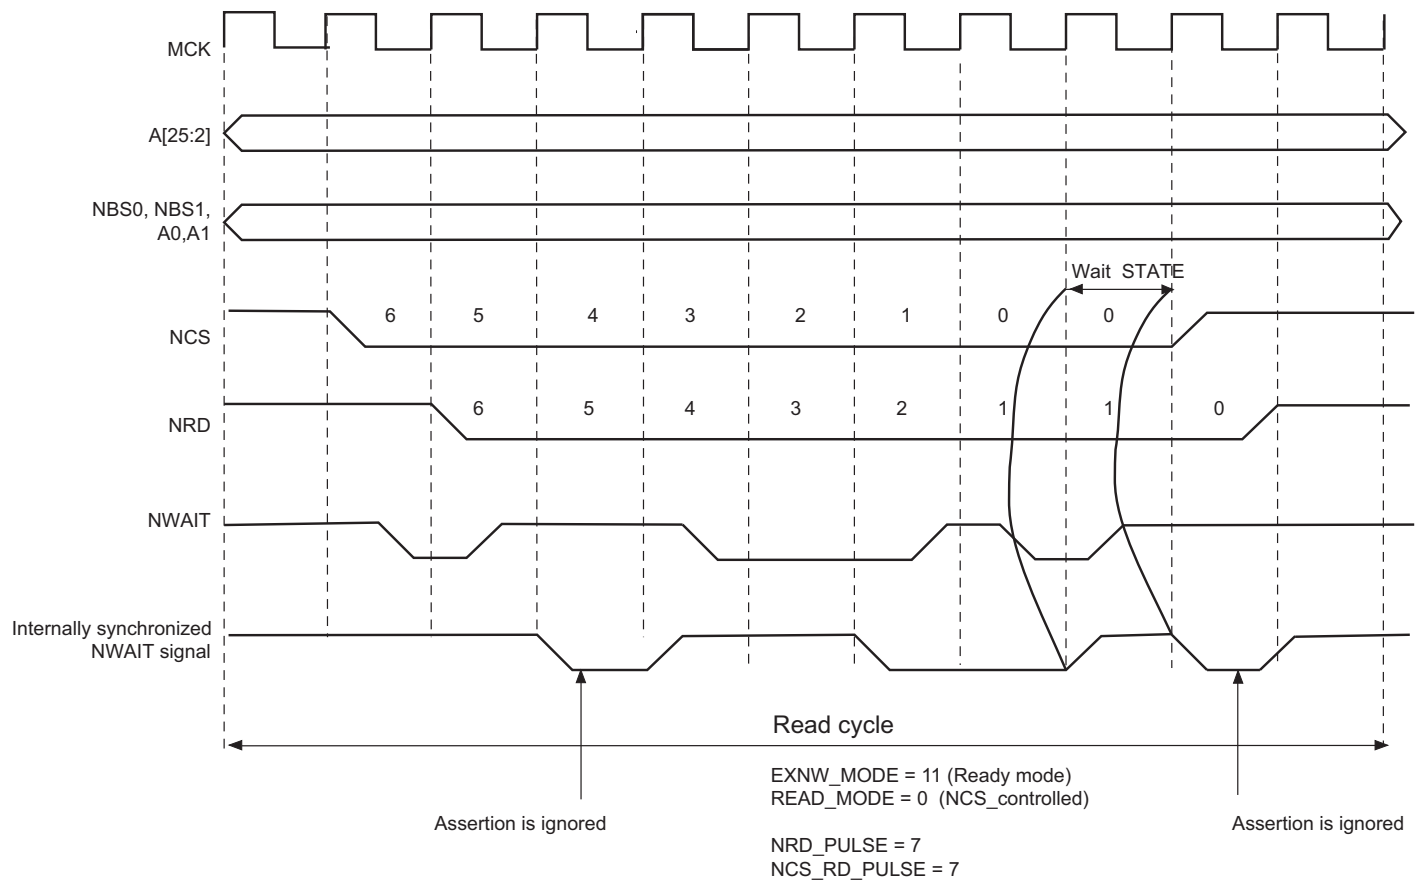 MCK
A[25:2]
NBS0, NBS1,
A0,A1
Wait STATE
NCS
6 5 4 3 2 1 0 0
NRD
6 5 4 3 2 1 1 0
NWAIT
Internally synchronized
NWAIT signal
Read cycle
EXNW_MODE = 11 (Ready mode)
READ_MODE = 0 (NCS_controlled)
Assertion is ignored
Assertion is ignored
NRD_PULSE = 7
NCS_RD_PULSE = 7